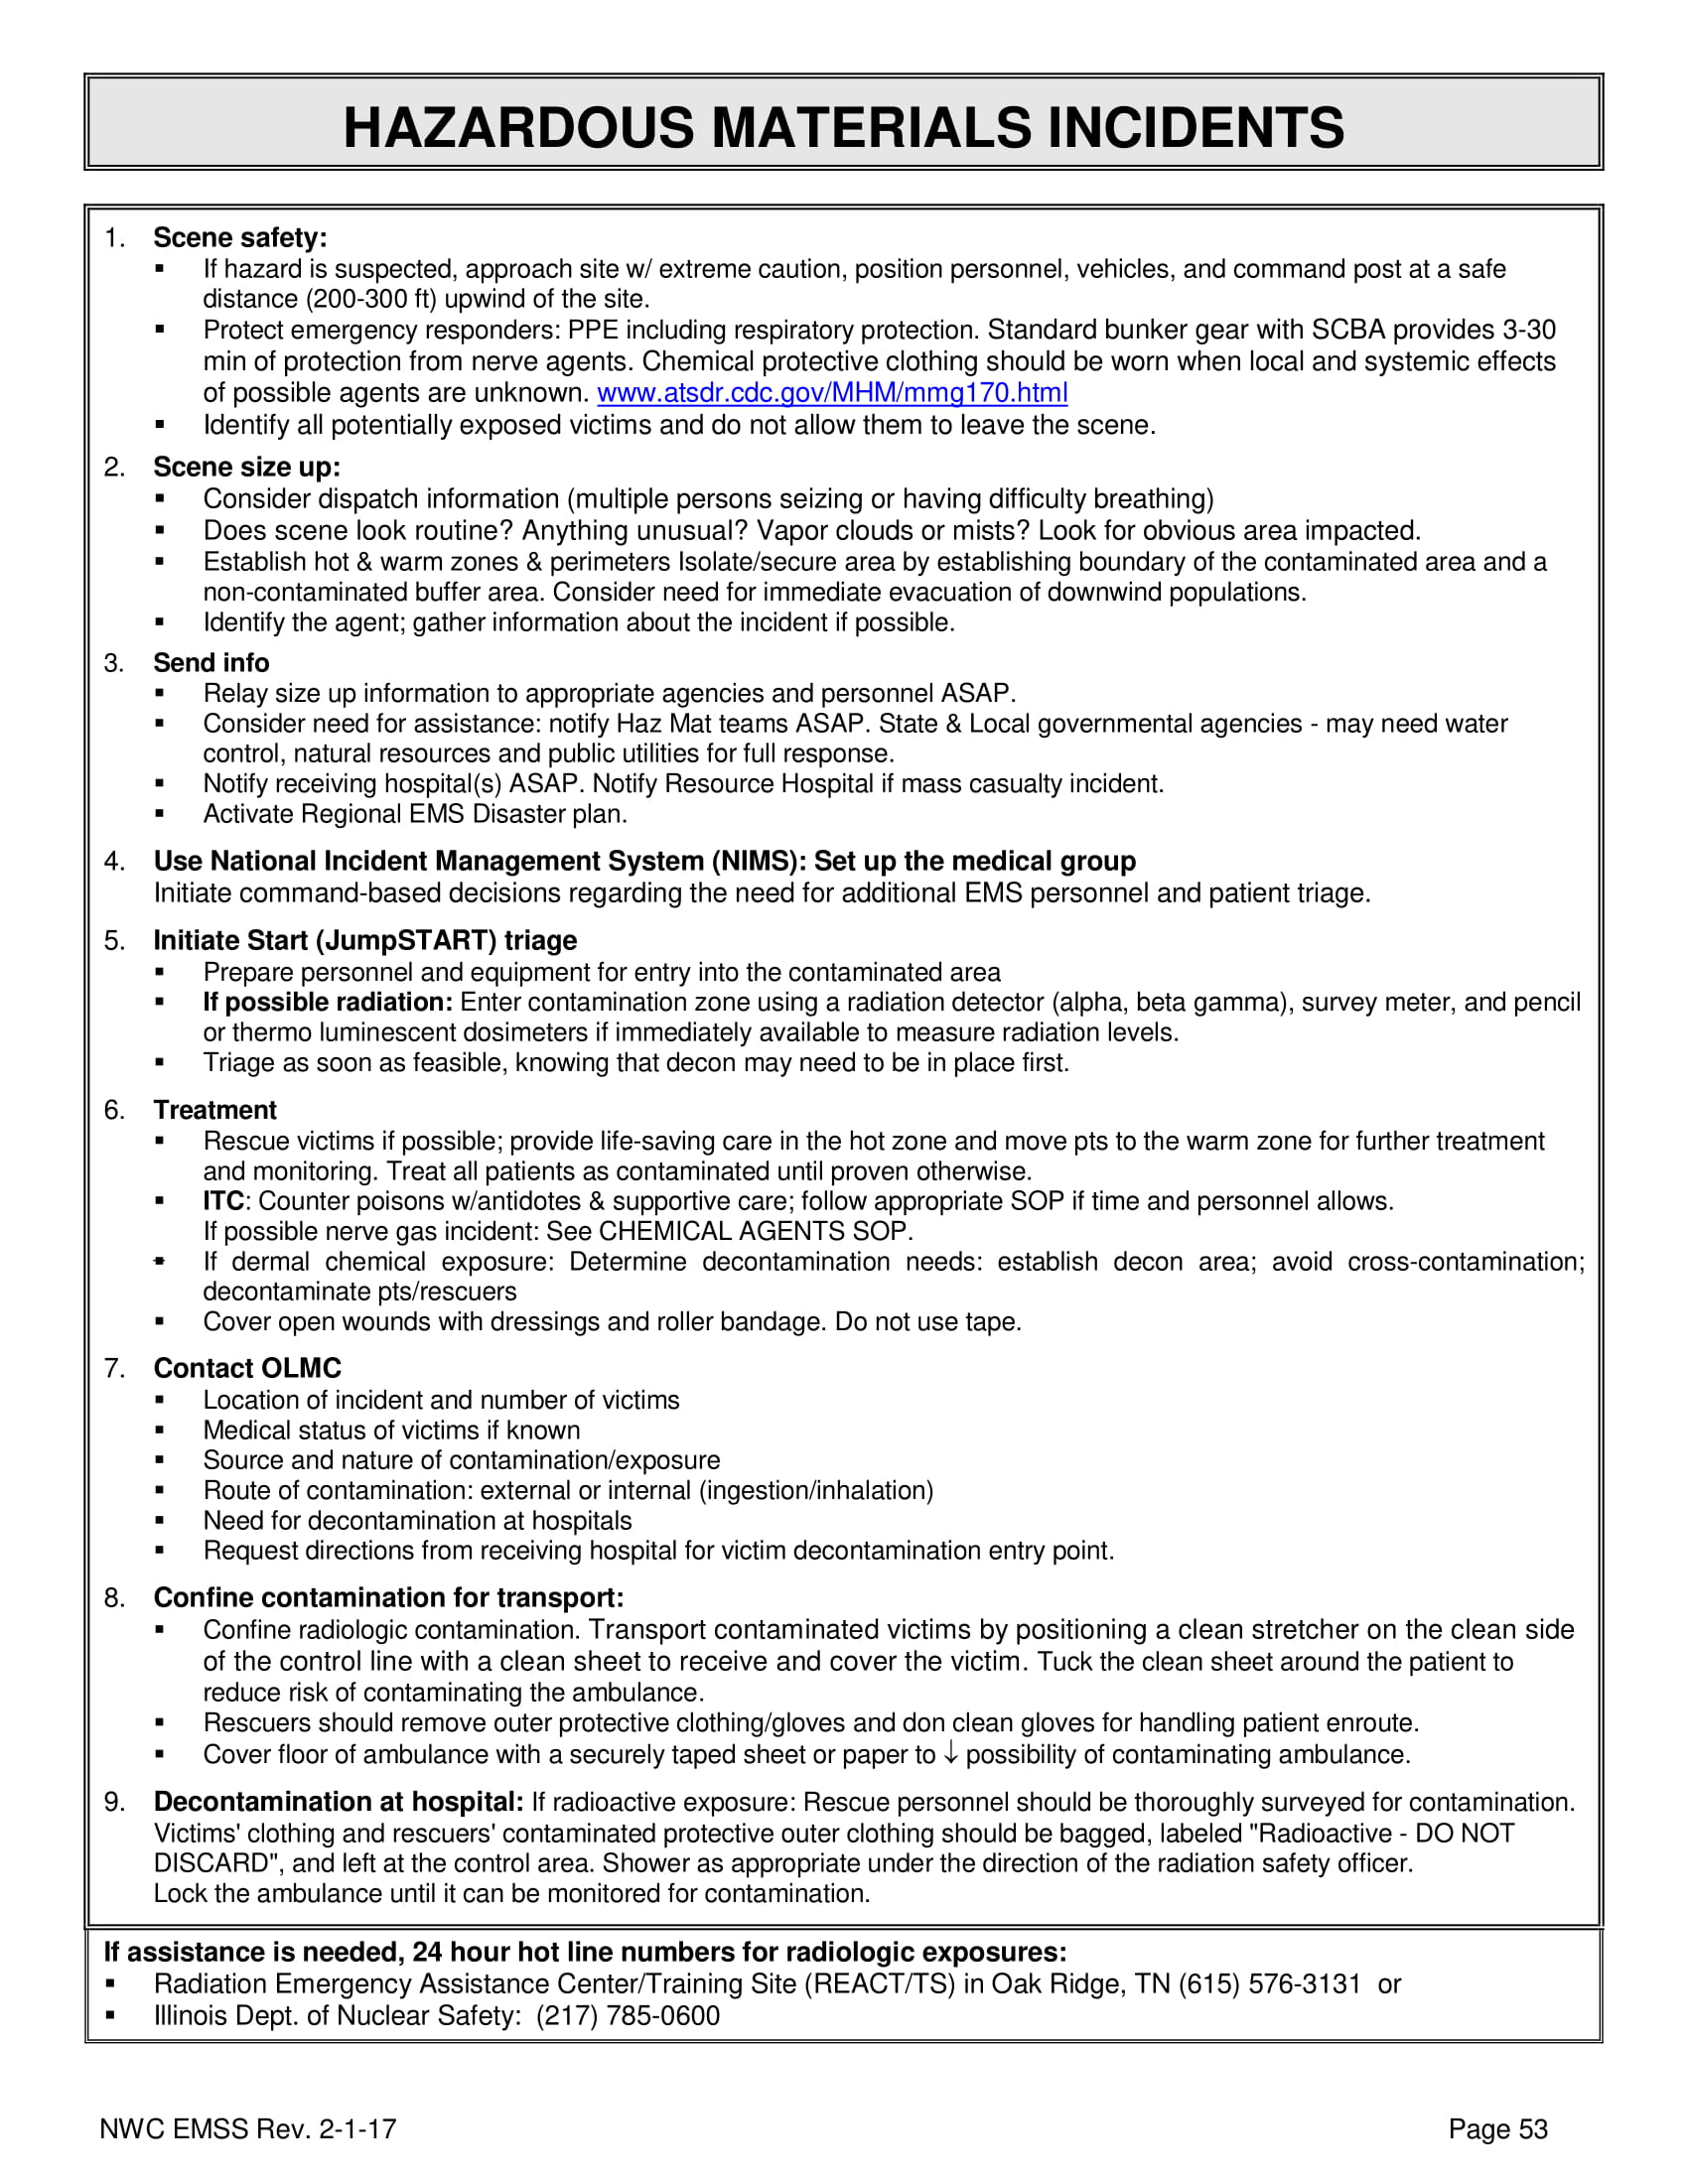 HAZARDOUS MATERIALS INCIDENTS
1. Scene safety:
▪ If hazard is suspected, approach site w/ extreme caution, position personnel, vehicles, and command post at a safe
distance (200-300 ft) upwind of the site.
▪ Protect emergency responders: PPE including respiratory protection. Standard bunker gear with SCBA provides 3-30
min of protection from nerve agents. Chemical protective clothing should be worn when local and systemic effects
of possible agents are unknown. www.atsdr.cdc.gov/MHM/mmg170.html
▪ Identify all potentially exposed victims and do not allow them to leave the scene.
2. Scene size up:
▪ Consider dispatch information (multiple persons seizing or having difficulty breathing)
▪ Does scene look routine? Anything unusual? Vapor clouds or mists? Look for obvious area impacted.
▪ Establish hot & warm zones & perimeters Isolate/secure area by establishing boundary of the contaminated area and a
non-contaminated buffer area. Consider need for immediate evacuation of downwind populations.
▪ Identify the agent; gather information about the incident if possible.
3. Send info
▪ Relay size up information to appropriate agencies and personnel ASAP.
▪ Consider need for assistance: notify Haz Mat teams ASAP. State & Local governmental agencies - may need water
control, natural resources and public utilities for full response.
▪ Notify receiving hospital(s) ASAP. Notify Resource Hospital if mass casualty incident.
▪ Activate Regional EMS Disaster plan.
4. Use National Incident Management System (NIMS): Set up the medical group
Initiate command-based decisions regarding the need for additional EMS personnel and patient triage.
5. Initiate Start (JumpSTART) triage
▪ Prepare personnel and equipment for entry into the contaminated area
▪ If possible radiation: Enter contamination zone using a radiation detector (alpha, beta gamma), survey meter, and pencil
or thermo luminescent dosimeters if immediately available to measure radiation levels.
▪ Triage as soon as feasible, knowing that decon may need to be in place first.
6. Treatment
▪ Rescue victims if possible; provide life-saving care in the hot zone and move pts to the warm zone for further treatment
and monitoring. Treat all patients as contaminated until proven otherwise.
▪ ITC: Counter poisons w/antidotes & supportive care; follow appropriate SOP if time and personnel allows.
If possible nerve gas incident: See CHEMICAL AGENTS SOP.
▪ If dermal chemical exposure: Determine decontamination needs: establish decon area; avoid cross-contamination;
decontaminate pts/rescuers
▪ Cover open wounds with dressings and roller bandage. Do not use tape.
7. Contact OLMC
▪ Location of incident and number of victims
▪ Medical status of victims if known
▪ Source and nature of contamination/exposure
▪ Route of contamination: external or internal (ingestion/inhalation)
▪ Need for decontamination at hospitals
▪ Request directions from receiving hospital for victim decontamination entry point.
8. Confine contamination for transport:
▪ Confine radiologic contamination. Transport contaminated victims by positioning a clean stretcher on the clean side
of the control line with a clean sheet to receive and cover the victim. Tuck the clean sheet around the patient to
reduce risk of contaminating the ambulance.
▪ Rescuers should remove outer protective clothing/gloves and don clean gloves for handling patient enroute.
▪ Cover floor of ambulance with a securely taped sheet or paper to ↓ possibility of contaminating ambulance.
9. Decontamination at hospital: If radioactive exposure: Rescue personnel should be thoroughly surveyed for contamination.
Victims' clothing and rescuers' contaminated protective outer clothing should be bagged, labeled "Radioactive - DO NOT
DISCARD", and left at the control area. Shower as appropriate under the direction of the radiation safety officer.
Lock the ambulance until it can be monitored for contamination.
If assistance is needed, 24 hour hot line numbers for radiologic exposures:
▪ Radiation Emergency Assistance Center/Training Site (REACT/TS) in Oak Ridge, TN (615) 576-3131 or
▪ Illinois Dept. of Nuclear Safety: (217) 785-0600
NWC EMSS Rev. 2-1-17
Page 53